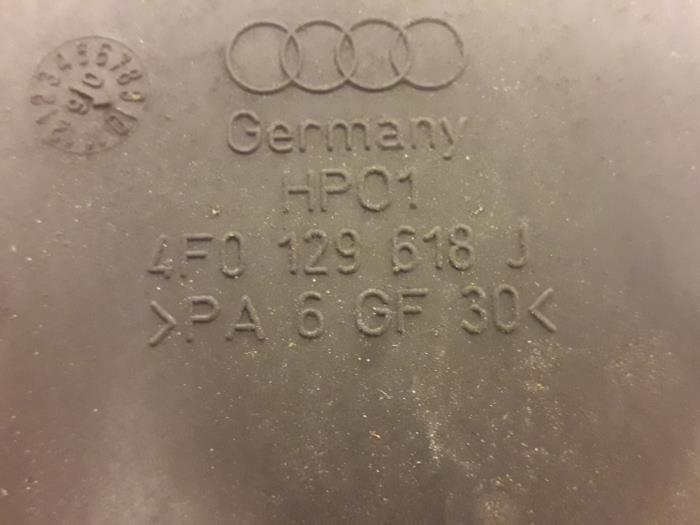 Germany
HP01
4F0 129 618 J
>PA 6 GF 30<